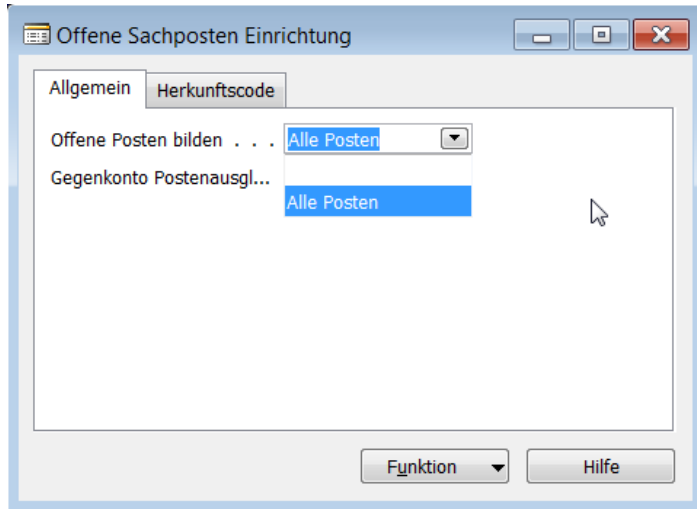 Offene Sachposten Einrichtung
Allgemein Herkunftscode
Offene Posten bilden . . . Alle Posten
Gegenkonto Postenausgl...
Alle Posten
Funktion Hilfe